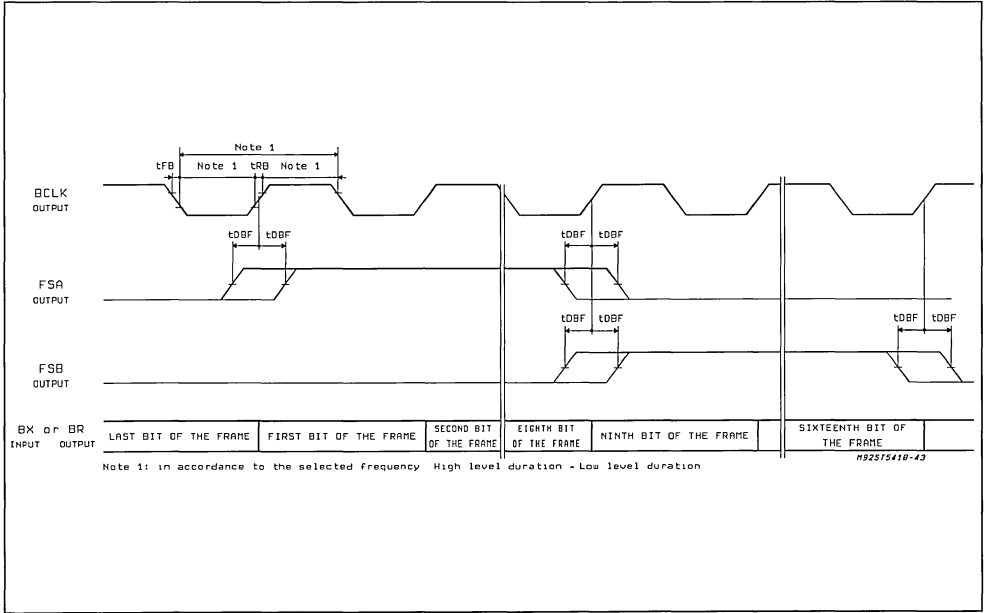 Note 1
tFB Note 1 tRB Note 1
BCLK
OUTPUT
tDBF tDBF tDBF tDBF
FSA
OUTPUT
tDBF tDBF tDBF tDBF
FSB
OUTPUT
BX or BR
INPUT OUTPUT
LAST BIT OF THE FRAME
FIRST BIT OF THE FRAME
SECOND BIT
OF THE FRAME
EIGHTH BIT
OF THE FRAME
NINTH BIT OF THE FRAME
SIXTEENTH BIT OF
THE FRAME
M92ST5410-43
Note 1: in accordance to the selected frequency High level duration - Low level duration